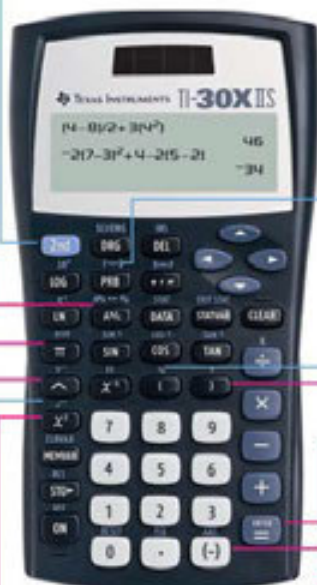 TEXAS INSTRUMENTS TI-30X IIS
(4-8)/2+3(4²)
46
-2(7-3)²+4-2(5-2)
-34
2nd DRG DEL
LOG PRB
LN DATA STATVAR CLEAR
π SIN COS TAN ÷
^ x⁻¹ ( ) ×
x² 7 8 9 −
MEMVAR 4 5 6 +
STO► 1 2 3
ENTER
=
ON 0 . (-)